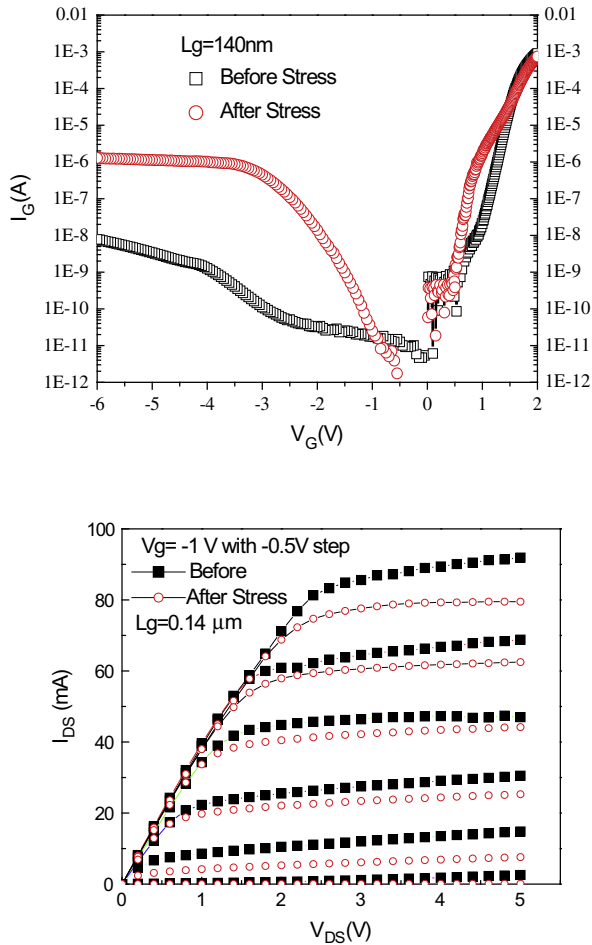 0.01
1E-3
1E-4
1E-5
1E-6
1E-7
1E-8
1E-9
1E-10
1E-11
1E-12
I_G(A)
Lg=140nm
Before Stress
After Stress
0.01
1E-3
1E-4
1E-5
1E-6
1E-7
1E-8
1E-9
1E-10
1E-11
1E-12
-6 -5 -4 -3 -2 -1 0 1 2
V_G(V)
100
80
60
40
20
0
I_DS (mA)
Vg= -1 V with -0.5V step
Before
After Stress
Lg=0.14 μm
0 1 2 3 4 5
V_DS(V)